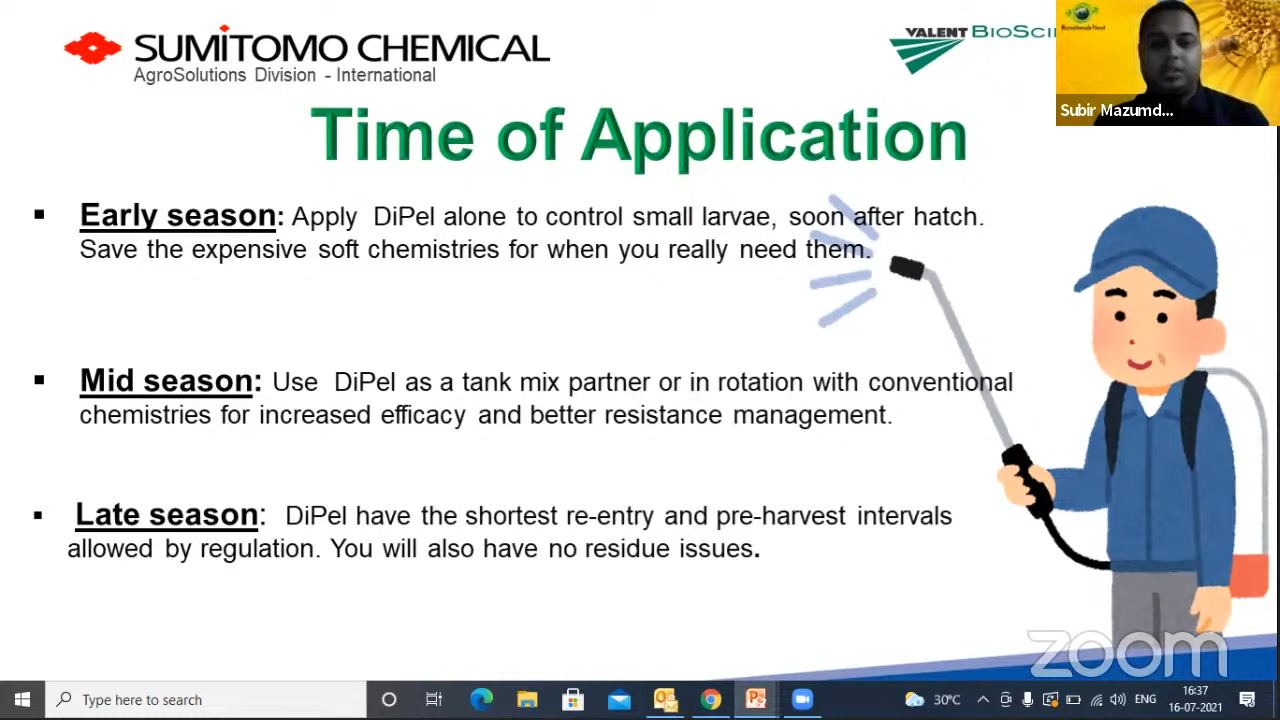 SUMITOMO CHEMICAL
AgroSolutions Division - International
VALENT BIOSCI
Subir Mazumd...
Time of Application
▪ Early season: Apply DiPel alone to control small larvae, soon after hatch.
Save the expensive soft chemistries for when you really need them.
▪ Mid season: Use DiPel as a tank mix partner or in rotation with conventional
chemistries for increased efficacy and better resistance management.
▪ Late season: DiPel have the shortest re-entry and pre-harvest intervals
allowed by regulation. You will also have no residue issues.
zoom
Type here to search
30°C
ENG
16:37
16-07-2021